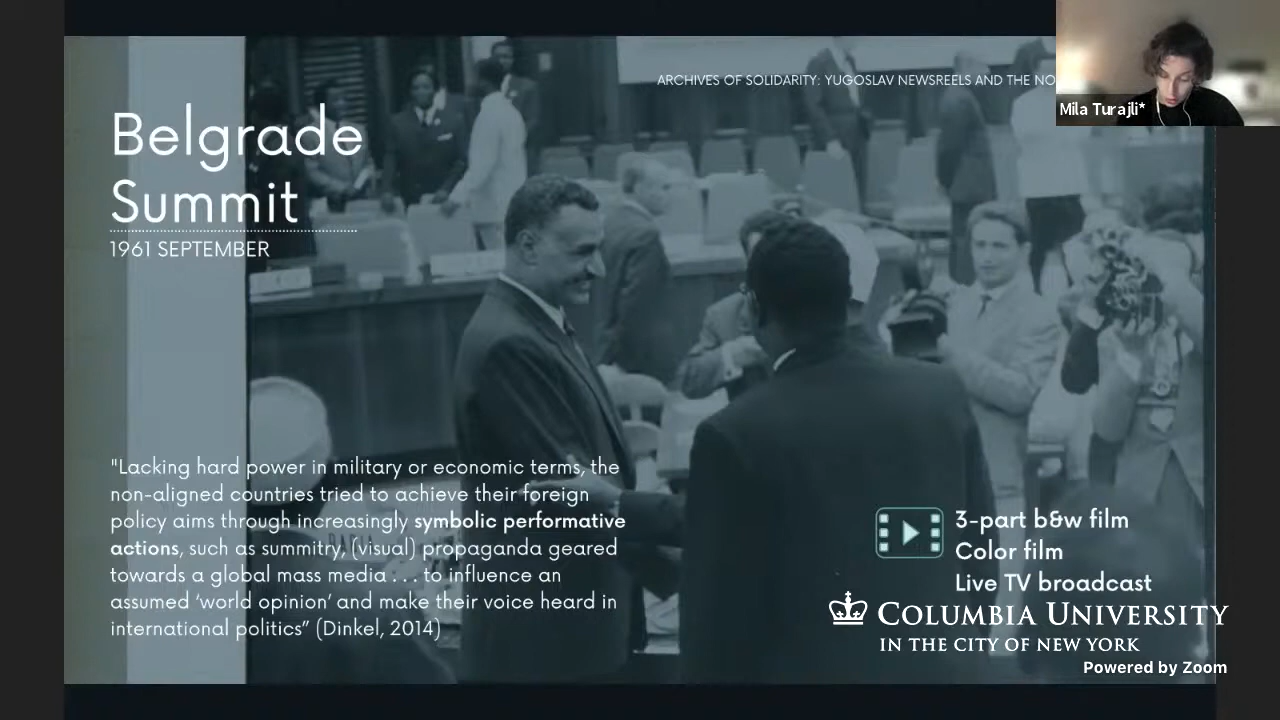 ARCHIVES OF SOLIDARITY: YUGOSLAV NEWSREELS AND THE NO
Mila Turajli*
Belgrade
Summit
1961 SEPTEMBER
"Lacking hard power in military or economic terms, the
non-aligned countries tried to achieve their foreign
policy aims through increasingly symbolic performative
actions, such as summitry, (visual) propaganda geared
towards a global mass media . . . to influence an
assumed ‘world opinion’ and make their voice heard in
international politics” (Dinkel, 2014)
3-part b&w film
Color film
Live TV broadcast
COLUMBIA UNIVERSITY
IN THE CITY OF NEW YORK
Powered by Zoom